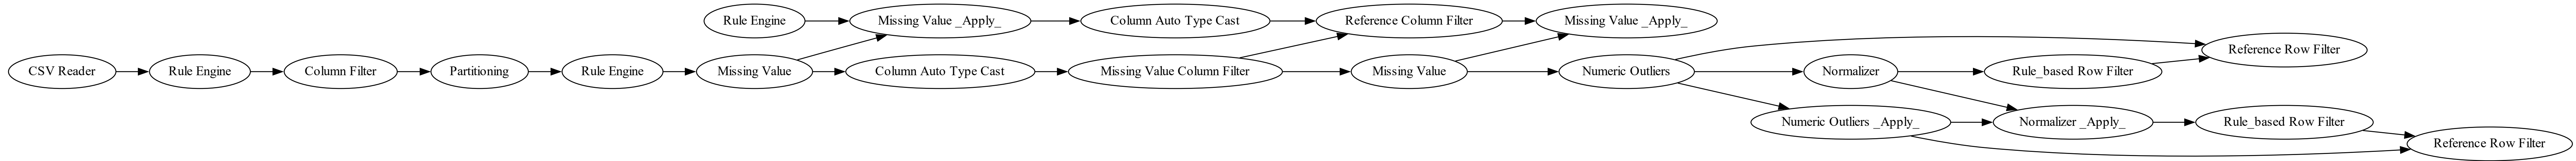 Rule Engine
Missing Value _Apply_
Column Auto Type Cast
Reference Column Filter
Missing Value _Apply_
CSV Reader
Rule Engine
Column Filter
Partitioning
Rule Engine
Missing Value
Column Auto Type Cast
Missing Value Column Filter
Missing Value
Numeric Outliers
Normalizer
Rule_based Row Filter
Reference Row Filter
Numeric Outliers _Apply_
Normalizer _Apply_
Rule_based Row Filter
Reference Row Filter